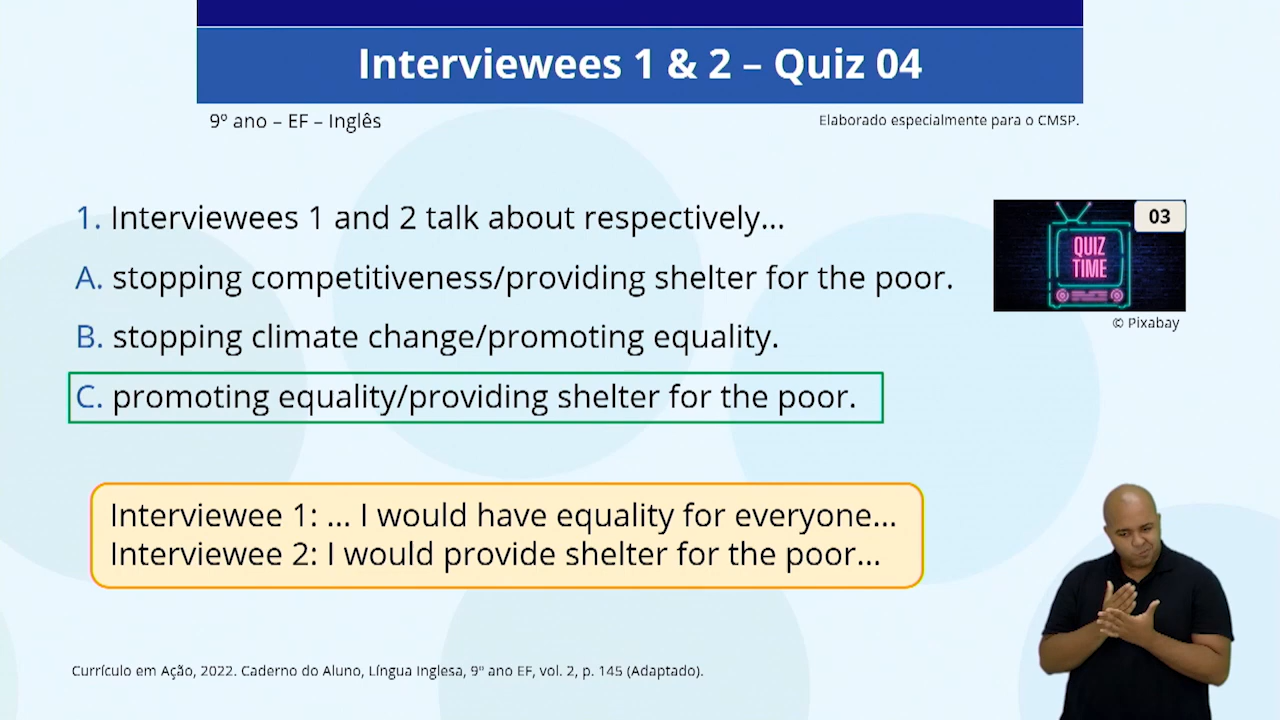 Interviewees 1 & 2 – Quiz 04
9º ano – EF – Inglês
Elaborado especialmente para o CMSP.
1. Interviewees 1 and 2 talk about respectively...
A. stopping competitiveness/providing shelter for the poor.
B. stopping climate change/promoting equality.
C. promoting equality/providing shelter for the poor.
03
QUIZ
TIME
© Pixabay
Interviewee 1: ... I would have equality for everyone...
Interviewee 2: I would provide shelter for the poor...
Currículo em Ação, 2022. Caderno do Aluno, Língua Inglesa, 9º ano EF, vol. 2, p. 145 (Adaptado).